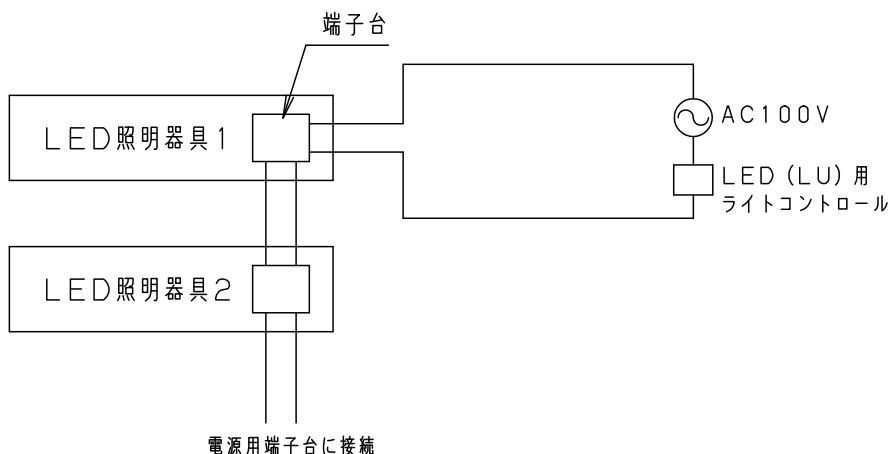 端子台
LED照明器具1
AC100V
LED(LU)用
ライトコントロール
LED照明器具2
電源用端子台に接続